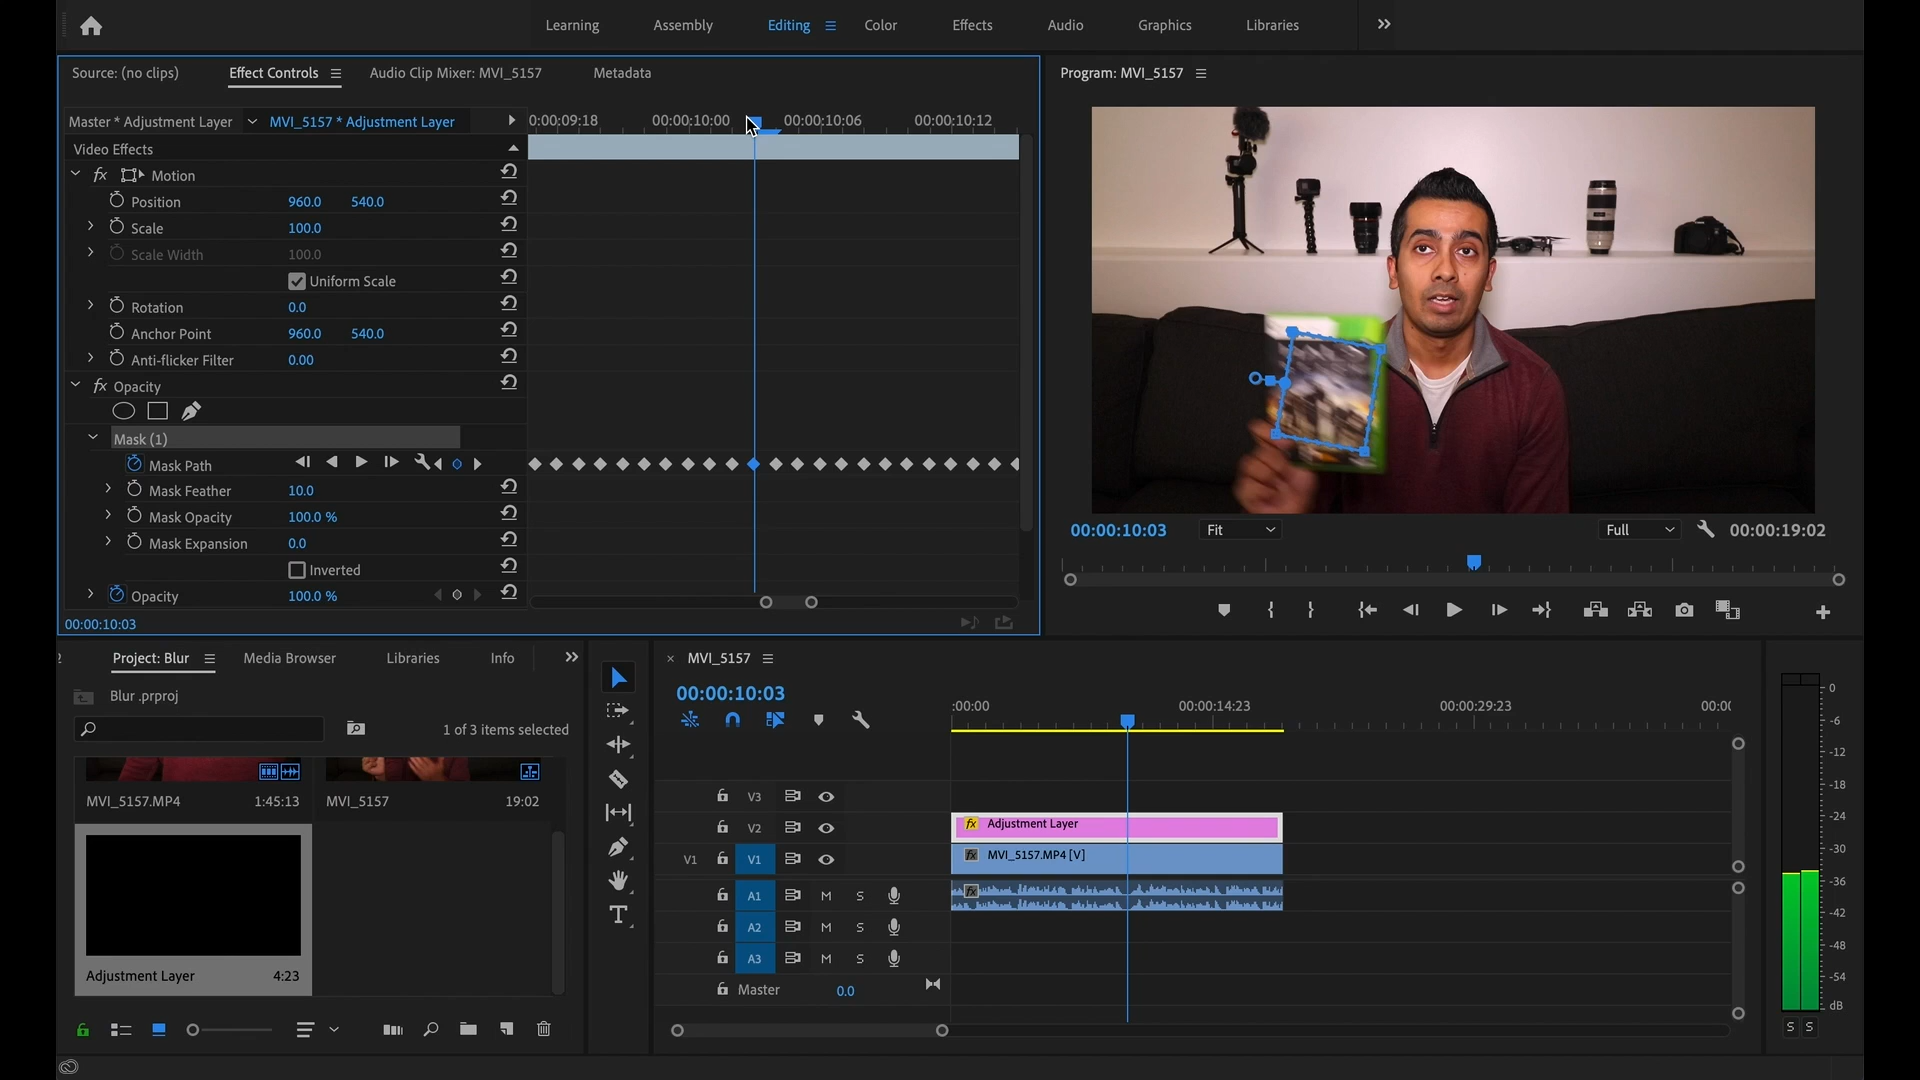 Learning Assembly Editing Color Effects Audio Graphics Libraries
Source: (no clips) Effect Controls Audio Clip Mixer: MVI_5157 Metadata
Program: MVI_5157
Master * Adjustment Layer MVI_5157 * Adjustment Layer
0:00:09:18 00:00:10:00 00:00:10:06 00:00:10:12
Video Effects
fx Motion
Position 960.0 540.0
Scale 100.0
Scale Width 100.0
Uniform Scale
Rotation 0.0
Anchor Point 960.0 540.0
Anti-flicker Filter 0.00
fx Opacity
Mask (1)
Mask Path
Mask Feather 10.0
Mask Opacity 100.0 %
Mask Expansion 0.0
Inverted
Opacity 100.0 %
00:00:10:03
00:00:10:03 Fit Full 00:00:19:02
2 Project: Blur Media Browser Libraries Info
Blur .prproj
1 of 3 items selected
MVI_5157.MP4 1:45:13
MVI_5157 19:02
Adjustment Layer 4:23
× MVI_5157
00:00:10:03
:00:00 00:00:14:23 00:00:29:23 00:00
V3
V2
fx Adjustment Layer
V1 V1
fx MVI_5157.MP4 [V]
A1 M S
fx
A2 M S
A3 M S
Master 0.0
0
-6
-12
-18
-24
-30
-36
-42
-48
-54
dB
S S